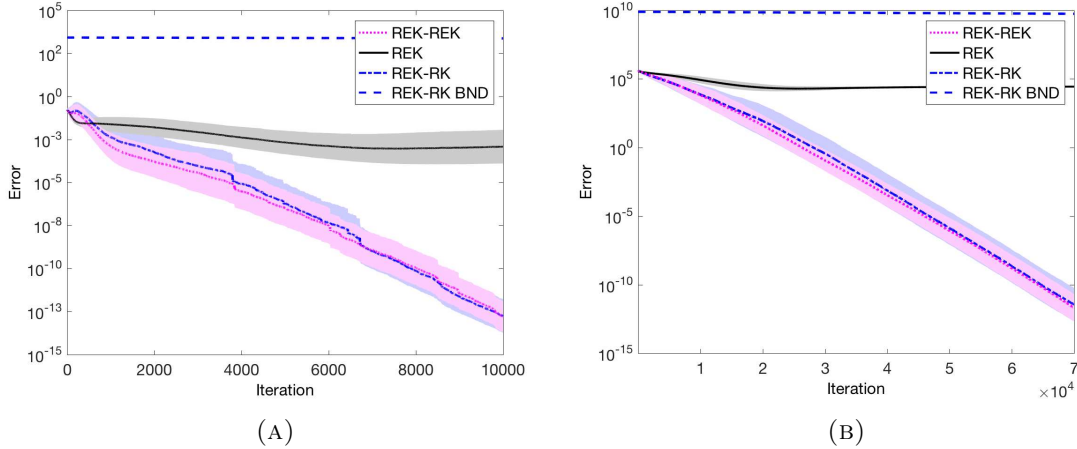 10^5
10^2
10^0
10^-3
10^-5
10^-8
10^-10
10^-13
10^-15
Error
0 2000 4000 6000 8000 10000
Iteration
REK-REK
REK
REK-RK
REK-RK BND
(A)
10^10
10^5
10^0
10^-5
10^-10
10^-15
Error
1 2 3 4 5 6 7
×10^4
Iteration
REK-REK
REK
REK-RK
REK-RK BND
(B)